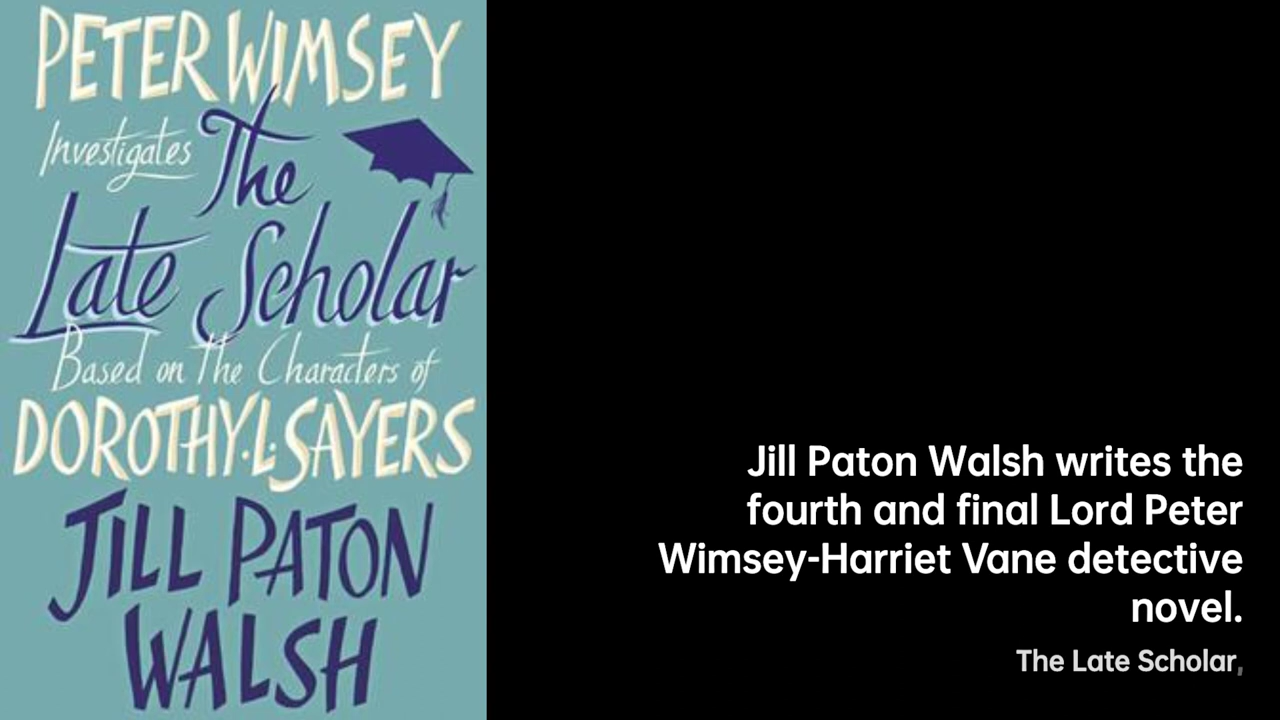 PETER WIMSEY
Investigates The
Late Scholar
Based on the Characters of
DOROTHY·L·SAYERS
JILL PATON
WALSH
Jill Paton Walsh writes the
fourth and final Lord Peter
Wimsey-Harriet Vane detective
novel.
The Late Scholar,